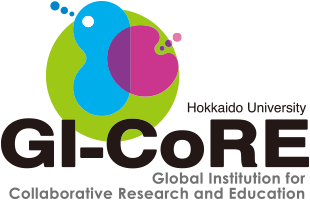 Hokkaido University
GI-CoRE
Global Institution for
Collaborative Research and Education